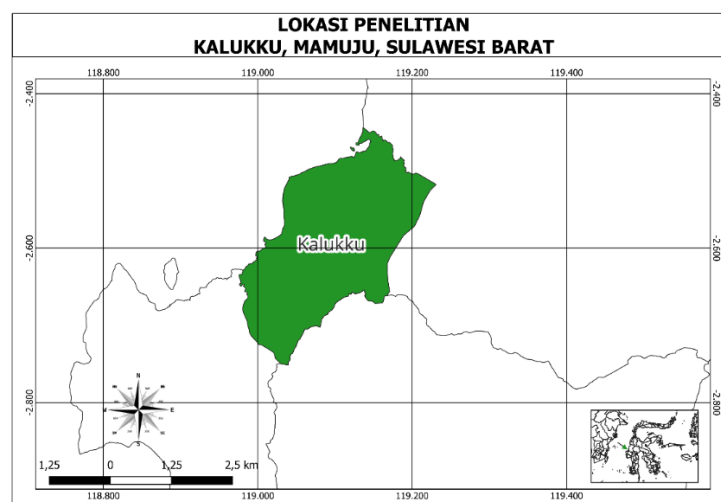 LOKASI PENELITIAN
KALUKKU, MAMUJU, SULAWESI BARAT
118.800 119.000 119.200 119.400
-2.400 -2.400
Kalukku
-2.600 -2.600
-2.800 -2.800
N
W E
S
1,25 0 1,25 2,5 km
118.800 119.000 119.200 119.400